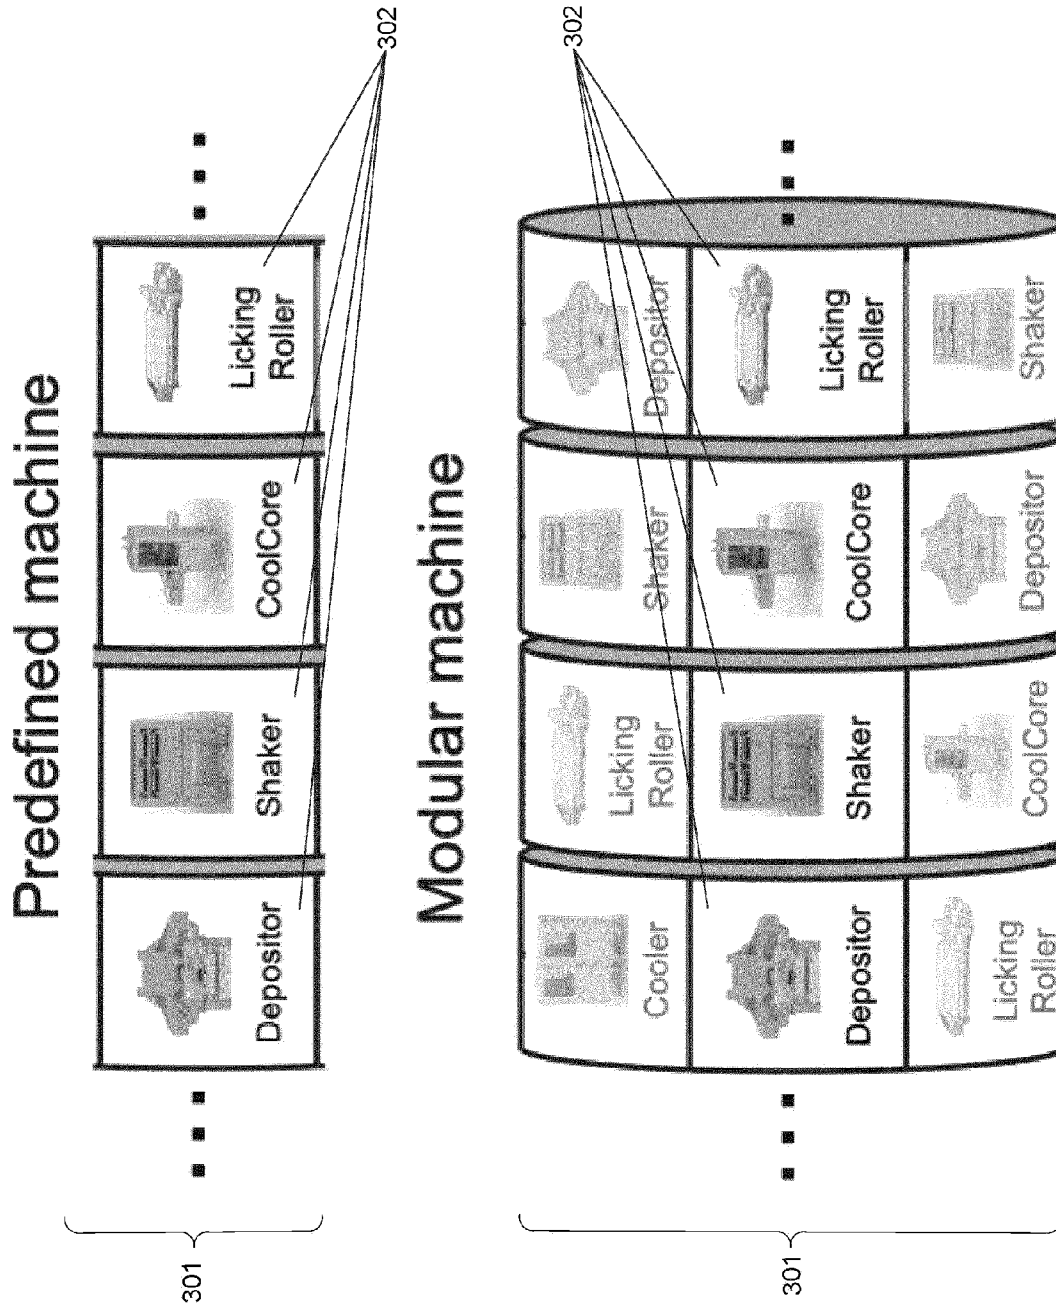 Predefined machine
301
Depositor
Shaker
CoolCore
Licking
Roller
302
Modular machine
301
302
Cooler
Licking
Roller
Shaker
Depositor
Depositor
Shaker
CoolCore
Licking
Roller
Licking
Roller
CoolCore
Depositor
Shaker